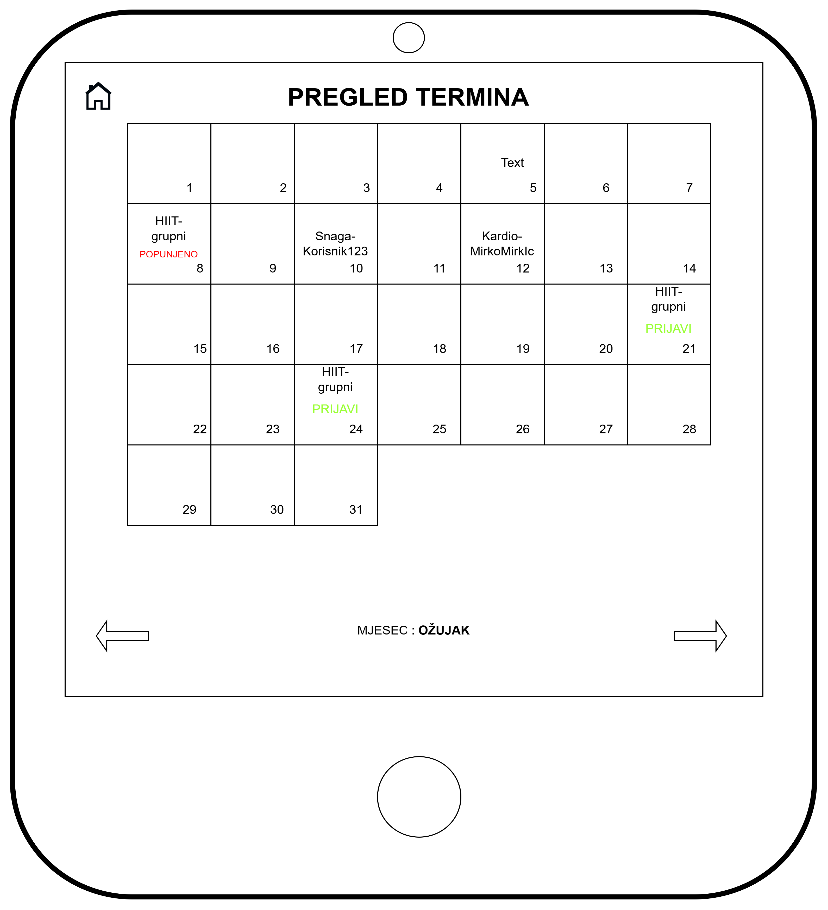 PREGLED TERMINA
Text
1 2 3 4 5 6 7
HIIT-
grupni
POPUNJENO
Snaga-
Korisnik123
Kardio-
MirkoMirkIc
8 9 10 11 12 13 14
HIIT-
grupni
PRIJAVI
15 16 17 18 19 20 21
HIIT-
grupni
PRIJAVI
22 23 24 25 26 27 28
29 30 31
MJESEC : OŽUJAK